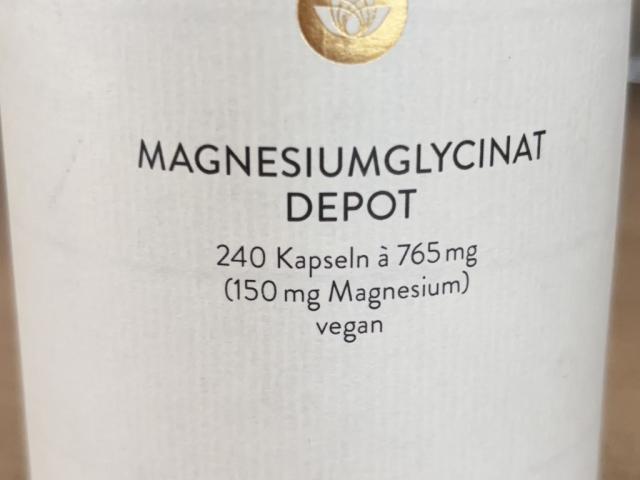 MAGNESIUMGLYCINAT
DEPOT
240 Kapseln à 765 mg
(150 mg Magnesium)
vegan